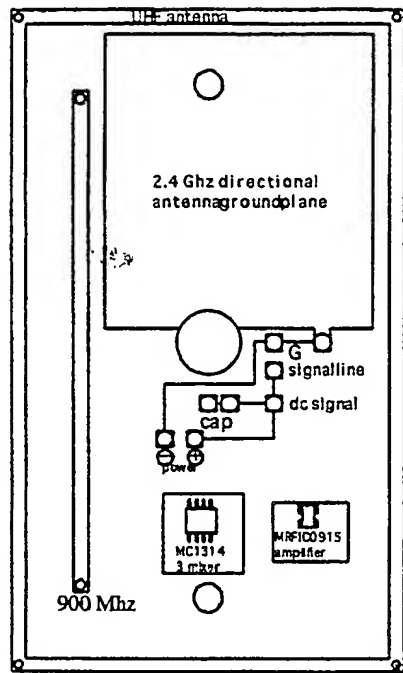 UHF antenna
2.4 Ghz directional
antennagroundplane
G
signalline
dc signal
cap
power
MC1314
3 mixer
MRFIC0915
amplifier
900 Mhz